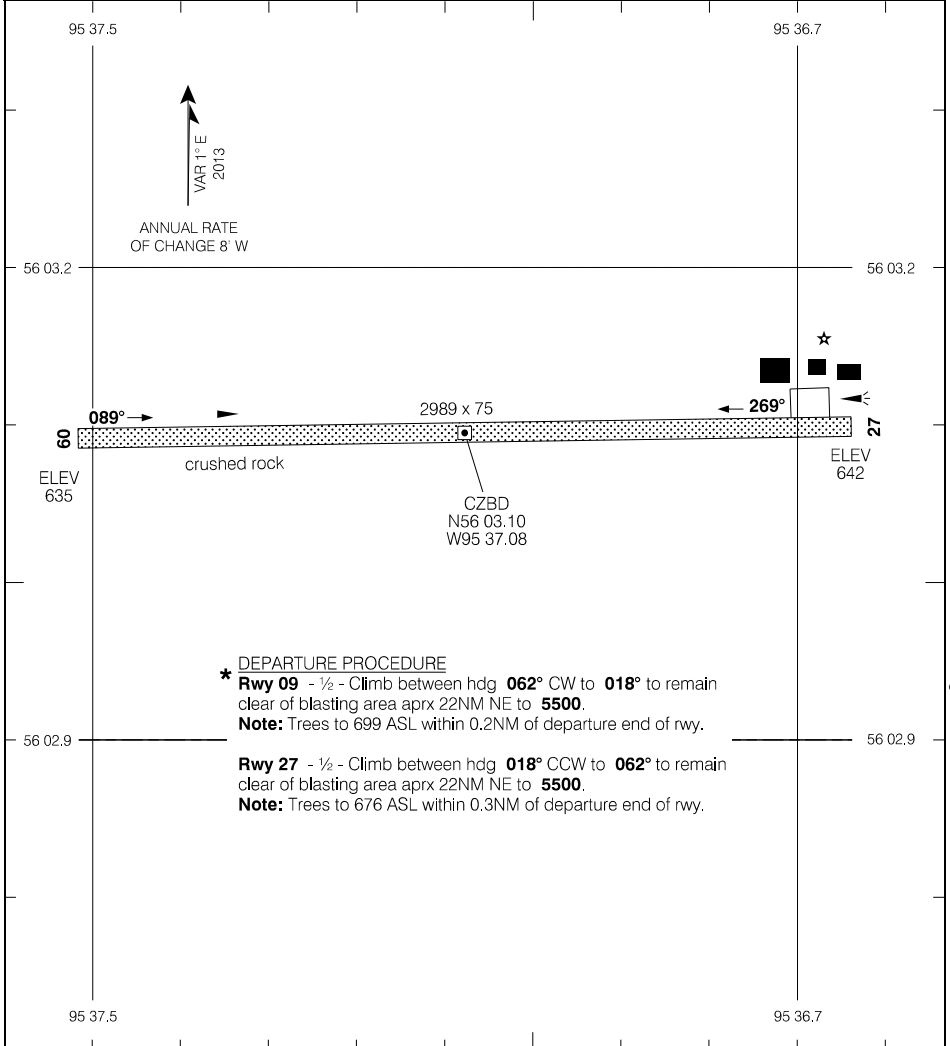 95 37.5
95 36.7
VAR 1° E
2013
ANNUAL RATE
OF CHANGE 8' W
56 03.2
56 03.2
089°
2989 x 75
269°
09
27
crushed rock
ELEV
635
ELEV
642
CZBD
N56 03.10
W95 37.08
* DEPARTURE PROCEDURE
Rwy 09 - ½ - Climb between hdg 062° CW to 018° to remain
clear of blasting area aprx 22NM NE to 5500.
Note: Trees to 699 ASL within 0.2NM of departure end of rwy.
56 02.9
56 02.9
Rwy 27 - ½ - Climb between hdg 018° CCW to 062° to remain
clear of blasting area aprx 22NM NE to 5500.
Note: Trees to 676 ASL within 0.3NM of departure end of rwy.
95 37.5
95 36.7